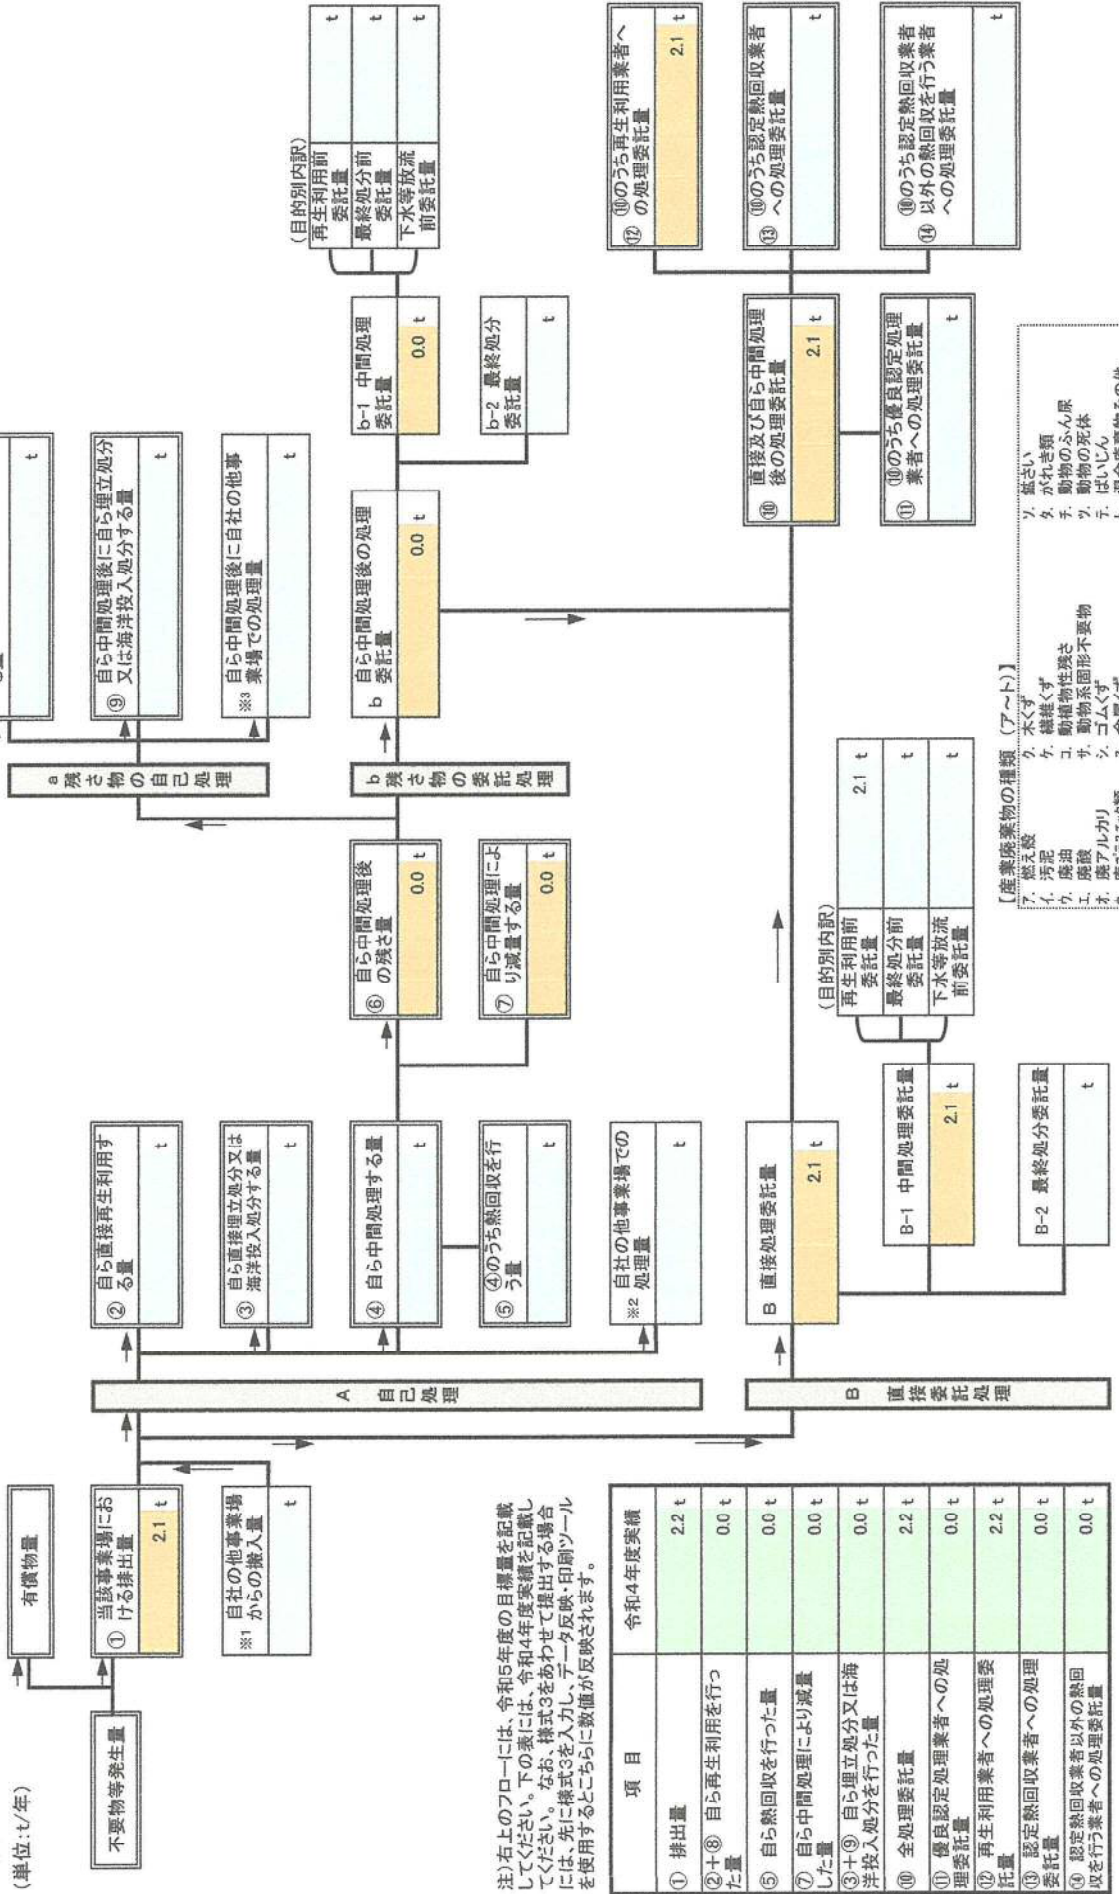 (単位:t/年)
不要物等発生量
有償物量
① 当該事業場にお
ける排出量
2.1 t
※1 自社の他事業場
からの搬入量
t
A 自己処理
B 直接委託処理
② 自ら直接再生利用す
る量
t
③ 自ら直接埋立処分又は
海洋投入処分する量
t
④ 自ら中間処理する量
t
⑤ ④のうち熱回収を行
う量
t
※2 自社の他事業場での
処理量
t
B 直接処理委託量
2.1 t
B-1 中間処理委託量
2.1 t
B-2 最終処分委託量
t
(目的別内訳)
再生利用前
委託量
2.1 t
最終処分前
委託量
t
下水等放流
前委託量
t
⑥ 自ら中間処理後
の残さ量
0.0 t
⑦ 自ら中間処理によ
り減量する量
0.0 t
a 残さ物の自己処理
b 残さ物の委託処理
t
⑨ 自ら中間処理後に自ら埋立処分
又は海洋投入処分する量
t
※3 自ら中間処理後に自社の他事
業場での処理量
t
b 自ら中間処理後の処理
委託量
0.0 t
b-1 中間処理
委託量
0.0 t
b-2 最終処分
委託量
t
(目的別内訳)
再生利用前
委託量
t
最終処分前
委託量
t
下水等放流
前委託量
t
⑩ 直接及び自ら中間処理
後の処理委託量
2.1 t
⑪ ⑩のうち優良認定処理
業者への処理委託量
t
⑫ ⑩のうち再生利用業者へ
の処理委託量
2.1 t
⑬ ⑩のうち認定熱回収業者
への処理委託量
t
⑭ ⑩のうち認定熱回収業者
以外の熱回収を行う業者
への処理委託量
t
注)右上のフローには、令和5年度の目標量を記載
してください。下の表には、令和4年度実績を記載し
てください。なお、様式3をあわせて提出する場合
には、先に様式3を入力し、データ反映・印刷ツール
を使用するとこちらに数値が反映されます。
項 目 令和4年度実績
① 排出量 2.2 t
②+⑧ 自ら再生利用を行っ
た量 0.0 t
⑤ 自ら熱回収を行った量 0.0 t
⑦ 自ら中間処理により減量
した量 0.0 t
③+⑨ 自ら埋立処分又は海
洋投入処分を行った量 0.0 t
⑩ 全処理委託量 2.2 t
⑪ 優良認定処理業者への処
理委託量 0.0 t
⑫ 再生利用業者への処理委
託量 2.2 t
⑬ 認定熱回収業者への処理
委託量 0.0 t
⑭ 認定熱回収業者以外の熱回
収を行う業者への処理委託量 0.0 t
【産業廃棄物の種類(ア~ト)】
ア. 燃え殻 ク. 木くず ソ. 鉱さい
イ. 汚泥 ケ. 繊維くず タ. がれき類
ウ. 廃油 コ. 動植物性残さ チ. 動物のふん尿
エ. 廃酸 サ. 動物系固形不要物 ツ. 動物の死体
オ. 廃アルカリ シ. ゴムくず テ. ばいじん